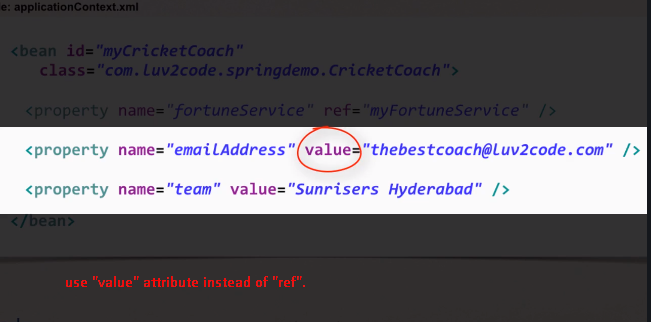 e: applicationContext.xml
<bean id="myCricketCoach"
class="com.luv2code.springdemo.CricketCoach">
<property name="fortuneService" ref="myFortuneService" />
<property name="emailAddress" value="thebestcoach@luv2code.com" />
<property name="team" value="Sunrisers Hyderabad" />
</bean>
use "value" attribute instead of "ref".